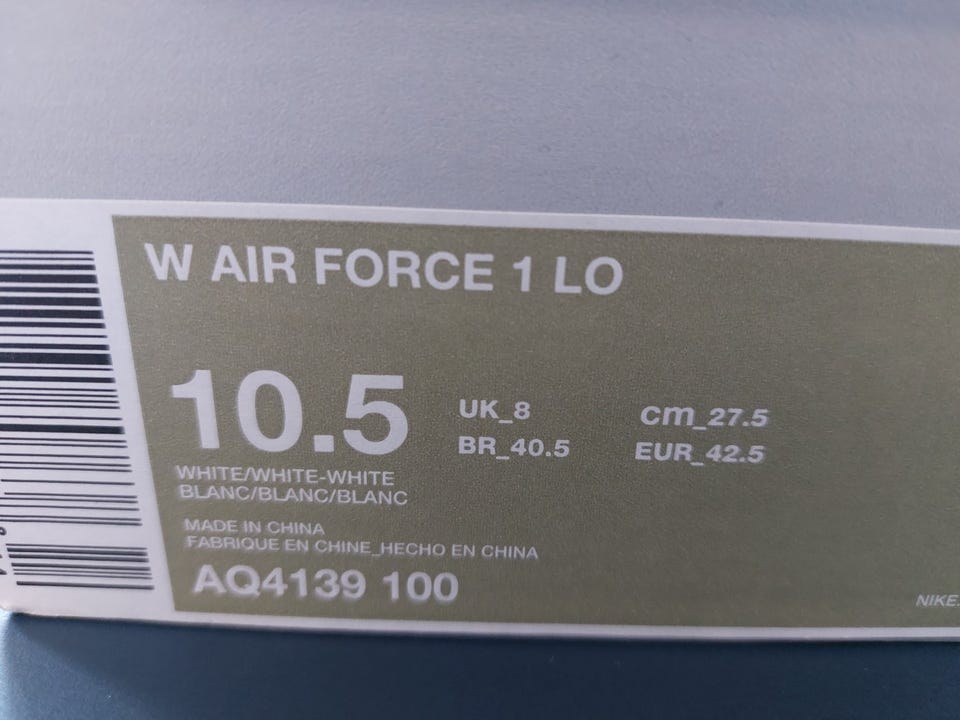 W AIR FORCE 1 LO
10.5
UK_8 cm_27.5
BR_40.5 EUR_42.5
WHITE/WHITE-WHITE
BLANC/BLANC/BLANC
MADE IN CHINA
FABRIQUE EN CHINE_HECHO EN CHINA
AQ4139 100
NIKE.